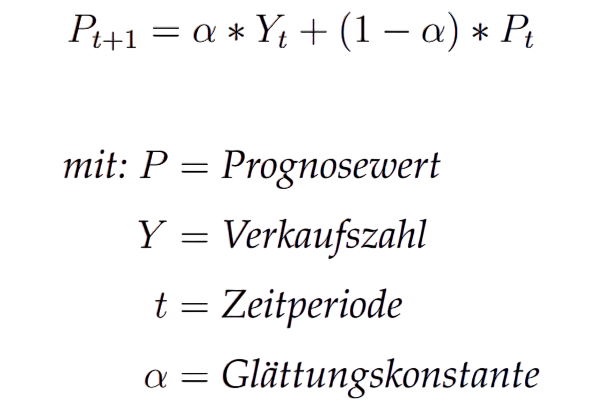 P_{t+1} = α ∗ Y_t + (1 − α) ∗ P_t
mit: P = Prognosewert
Y = Verkaufszahl
t = Zeitperiode
α = Glättungskonstante